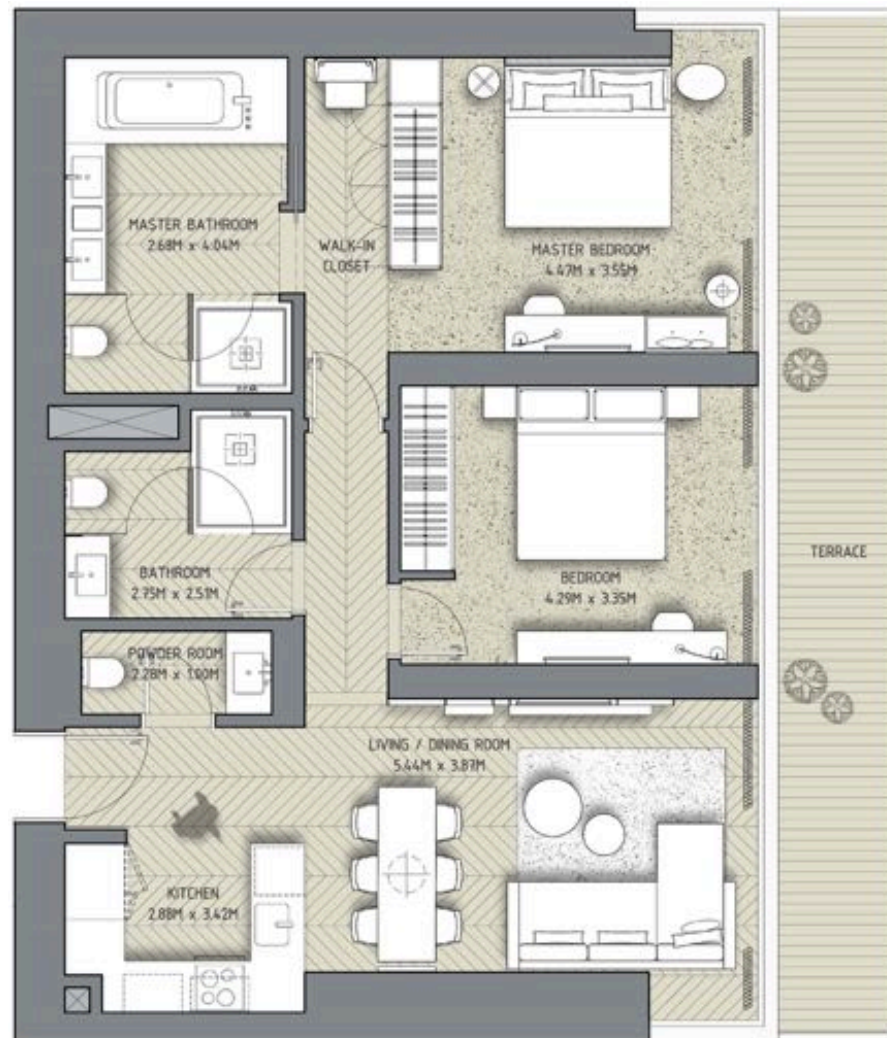 MASTER BATHROOM
2.68M x 4.04M
WALK-IN
CLOSET
MASTER BEDROOM
4.47M x 3.55M
BATHROOM
2.75M x 2.51M
BEDROOM
4.29M x 3.35M
TERRACE
POWDER ROOM
2.28M x 1.00M
LIVING / DINING ROOM
5.44M x 3.87M
KITCHEN
2.88M x 3.42M